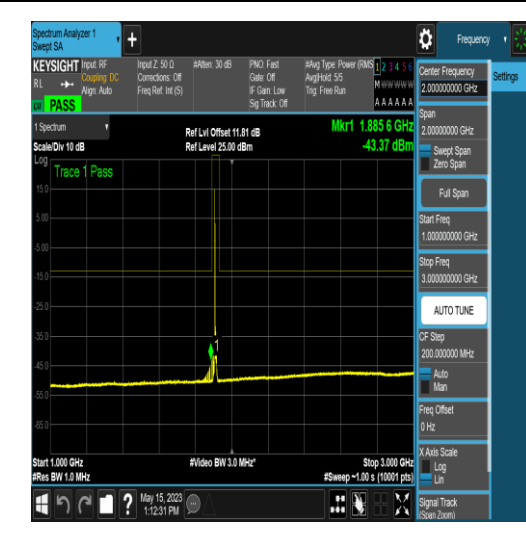 Spectrum Analyzer 1
Swept SA
+
Frequency
KEYSIGHT
RL
Input: RF
Coupling: DC
Align: Auto
Input Z: 50 Ω
Corrections: Off
Freq Ref: Int (S)
#Atten: 30 dB
PNO: Fast
Gate: Off
IF Gain: Low
Sig Track: Off
#Avg Type: Power (RMS
Avg|Hold: 5/5
Trig: Free Run
1 2 3 4 5 6
M W W W W W
A A A A A A
PASS
1 Spectrum
Scale/Div 10 dB
Ref Lvl Offset 11.81 dB
Ref Level 25.00 dBm
Mkr1 1.885 6 GHz
-43.37 dBm
Log
Trace 1 Pass
15.0
5.00
-5.00
-15.0
-25.0
-35.0
-45.0
-55.0
-65.0
1
Start 1.000 GHz
#Res BW 1.0 MHz
#Video BW 3.0 MHz*
Stop 3.000 GHz
#Sweep ~1.00 s (10001 pts)
May 15, 2023
1:12:31 PM
Settings
Center Frequency
2.000000000 GHz
Span
2.00000000 GHz
Swept Span
Zero Span
Full Span
Start Freq
1.000000000 GHz
Stop Freq
3.000000000 GHz
AUTO TUNE
CF Step
200.000000 MHz
Auto
Man
Freq Offset
0 Hz
X Axis Scale
Log
Lin
Signal Track
(Span Zoom)